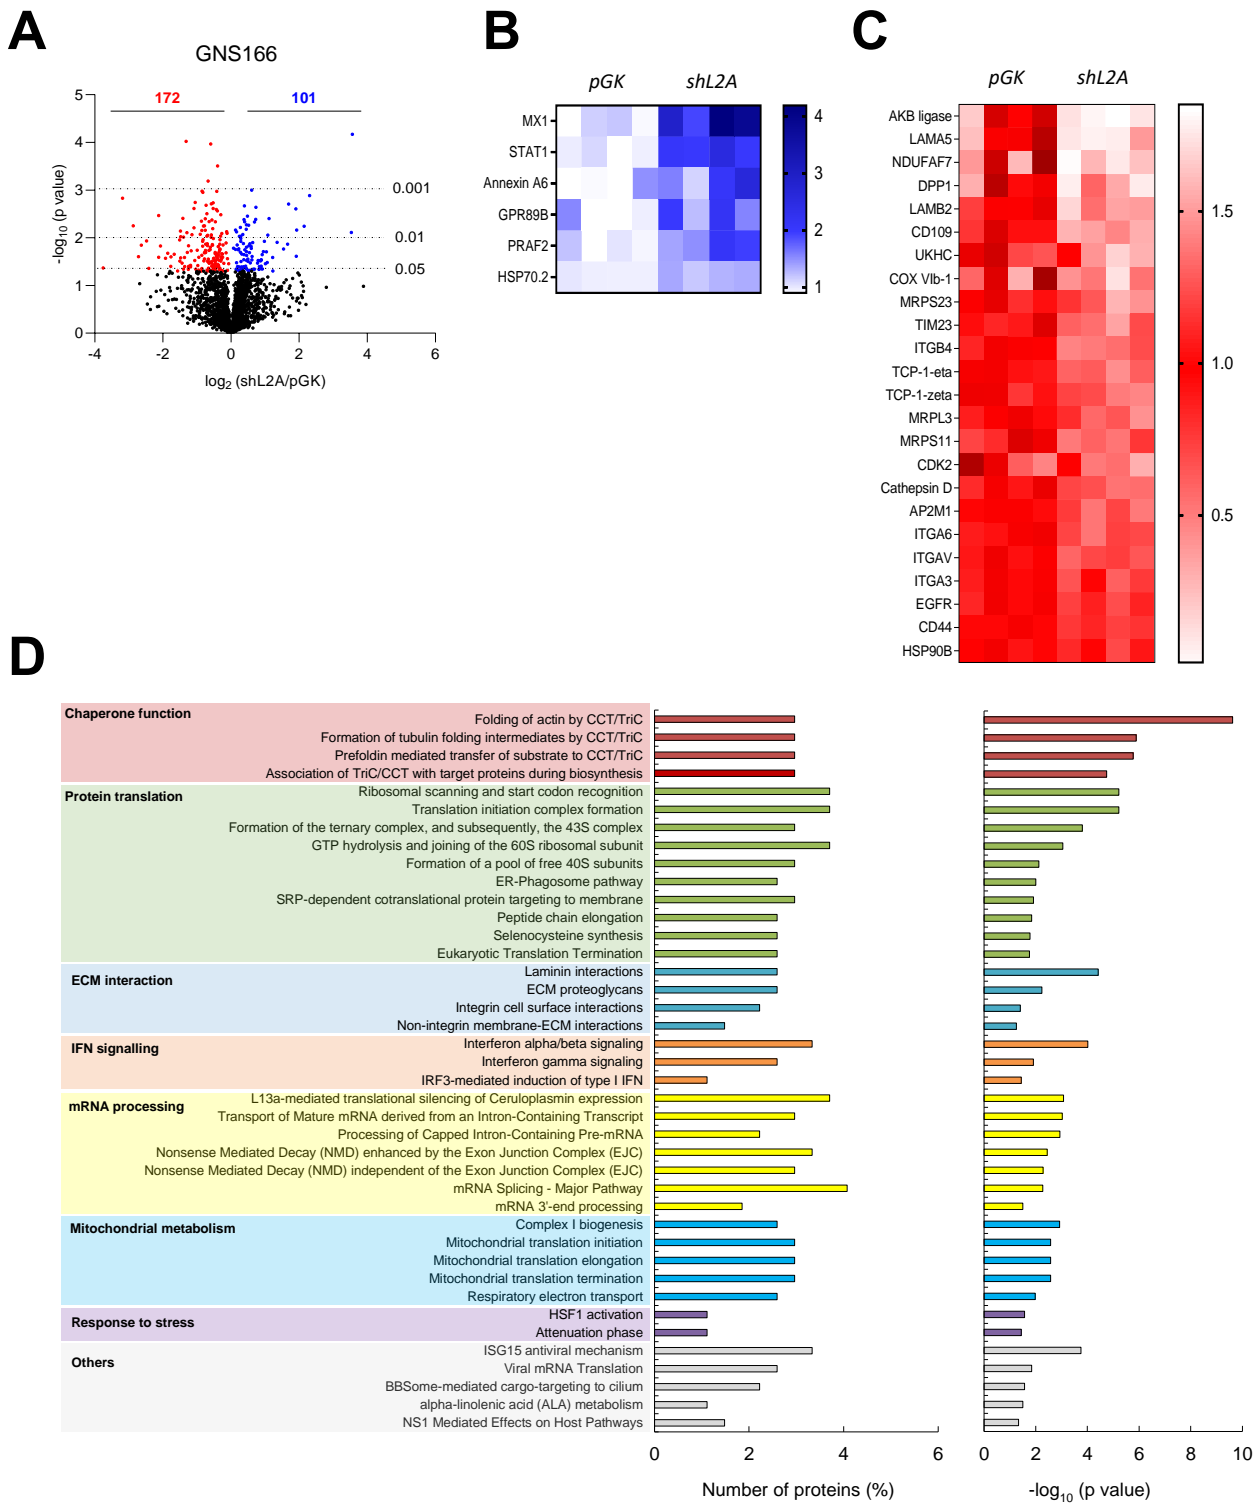 A
GNS166
172
101
5
4
3
2
1
0
0.001
0.01
0.05
-log10 (p value)
-4
-2
0
2
4
6
log2 (shL2A/pGK)
B
pGK
shL2A
MX1
STAT1
Annexin A6
GPR89B
PRAF2
HSP70.2
4
3
2
1
C
pGK
shL2A
AKB ligase
LAMA5
NDUFAF7
DPP1
LAMB2
CD109
UKHC
COX VIb-1
MRPS23
TIM23
ITGB4
TCP-1-eta
TCP-1-zeta
MRPL3
MRPS11
CDK2
Cathepsin D
AP2M1
ITGA6
ITGAV
ITGA3
EGFR
CD44
HSP90B
1.5
1.0
0.5
D
Chaperone function
Folding of actin by CCT/TriC
Formation of tubulin folding intermediates by CCT/TriC
Prefoldin mediated transfer of substrate to CCT/TriC
Association of TriC/CCT with target proteins during biosynthesis
Protein translation
Ribosomal scanning and start codon recognition
Translation initiation complex formation
Formation of the ternary complex, and subsequently, the 43S complex
GTP hydrolysis and joining of the 60S ribosomal subunit
Formation of a pool of free 40S subunits
ER-Phagosome pathway
SRP-dependent cotranslational protein targeting to membrane
Peptide chain elongation
Selenocysteine synthesis
Eukaryotic Translation Termination
ECM interaction
Laminin interactions
ECM proteoglycans
Integrin cell surface interactions
Non-integrin membrane-ECM interactions
IFN signalling
Interferon alpha/beta signaling
Interferon gamma signaling
IRF3-mediated induction of type I IFN
mRNA processing
L13a-mediated translational silencing of Ceruloplasmin expression
Transport of Mature mRNA derived from an Intron-Containing Transcript
Processing of Capped Intron-Containing Pre-mRNA
Nonsense Mediated Decay (NMD) enhanced by the Exon Junction Complex (EJC)
Nonsense Mediated Decay (NMD) independent of the Exon Junction Complex (EJC)
mRNA Splicing - Major Pathway
mRNA 3'-end processing
Mitochondrial metabolism
Complex I biogenesis
Mitochondrial translation initiation
Mitochondrial translation elongation
Mitochondrial translation termination
Respiratory electron transport
Response to stress
HSF1 activation
Attenuation phase
Others
ISG15 antiviral mechanism
Viral mRNA Translation
BBSome-mediated cargo-targeting to cilium
alpha-linolenic acid (ALA) metabolism
NS1 Mediated Effects on Host Pathways
0
2
4
6
Number of proteins (%)
0
2
4
6
8
10
-log10 (p value)